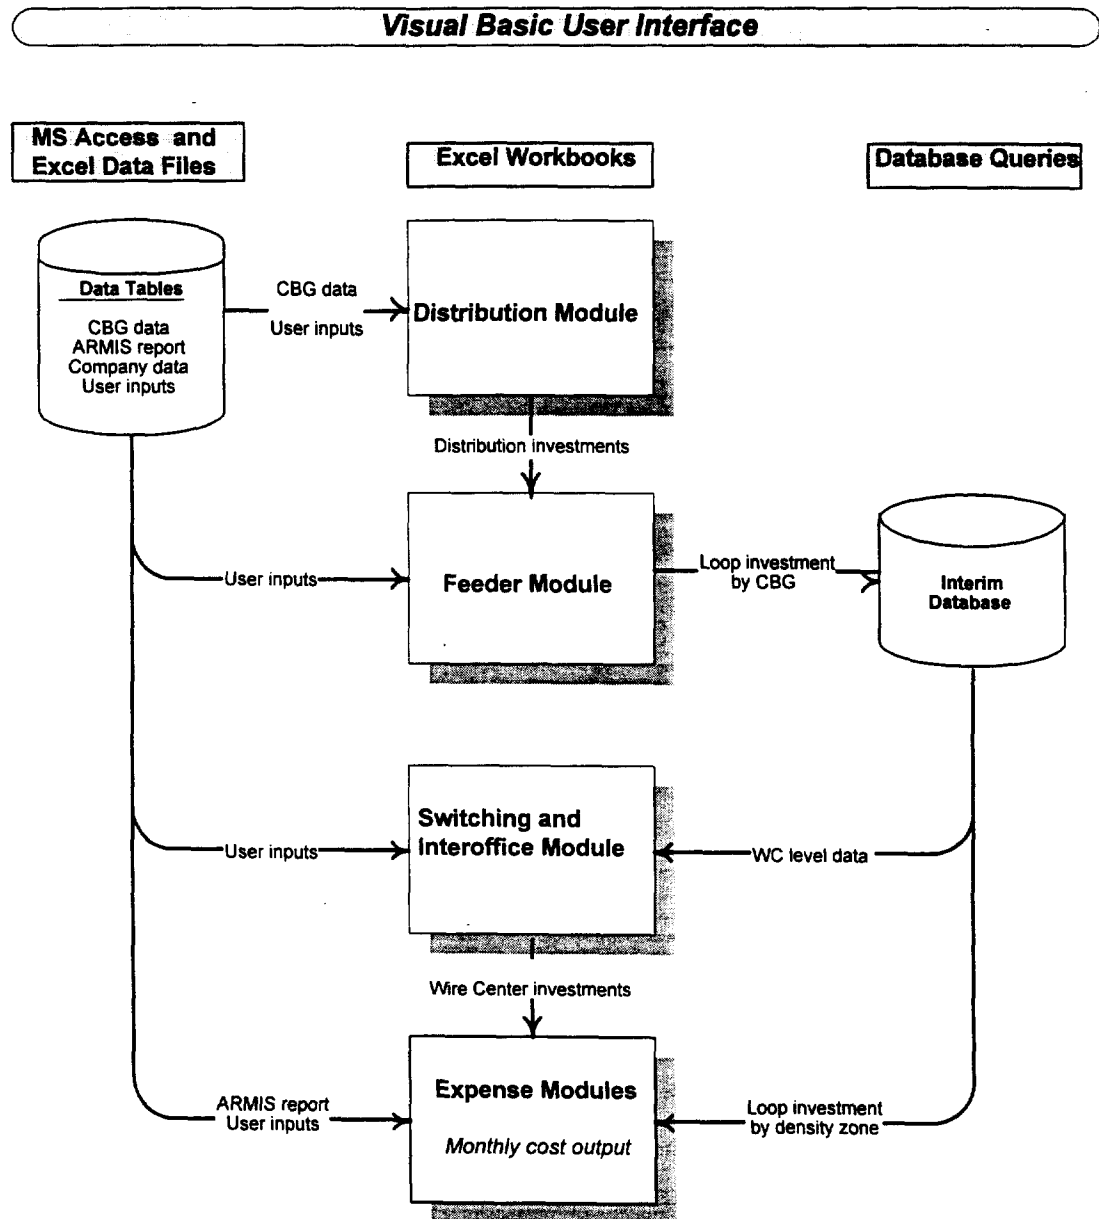 Visual Basic User Interface
MS Access and
Excel Data Files
Excel Workbooks
Database Queries
Data Tables
CBG data
ARMIS report
Company data
User inputs
CBG data
User inputs
Distribution Module
Distribution investments
User inputs
Feeder Module
Loop investment
by CBG
Interim
Database
User inputs
Switching and
Interoffice Module
WC level data
Wire Center investments
ARMIS report
User inputs
Expense Modules
Monthly cost output
Loop investment
by density zone